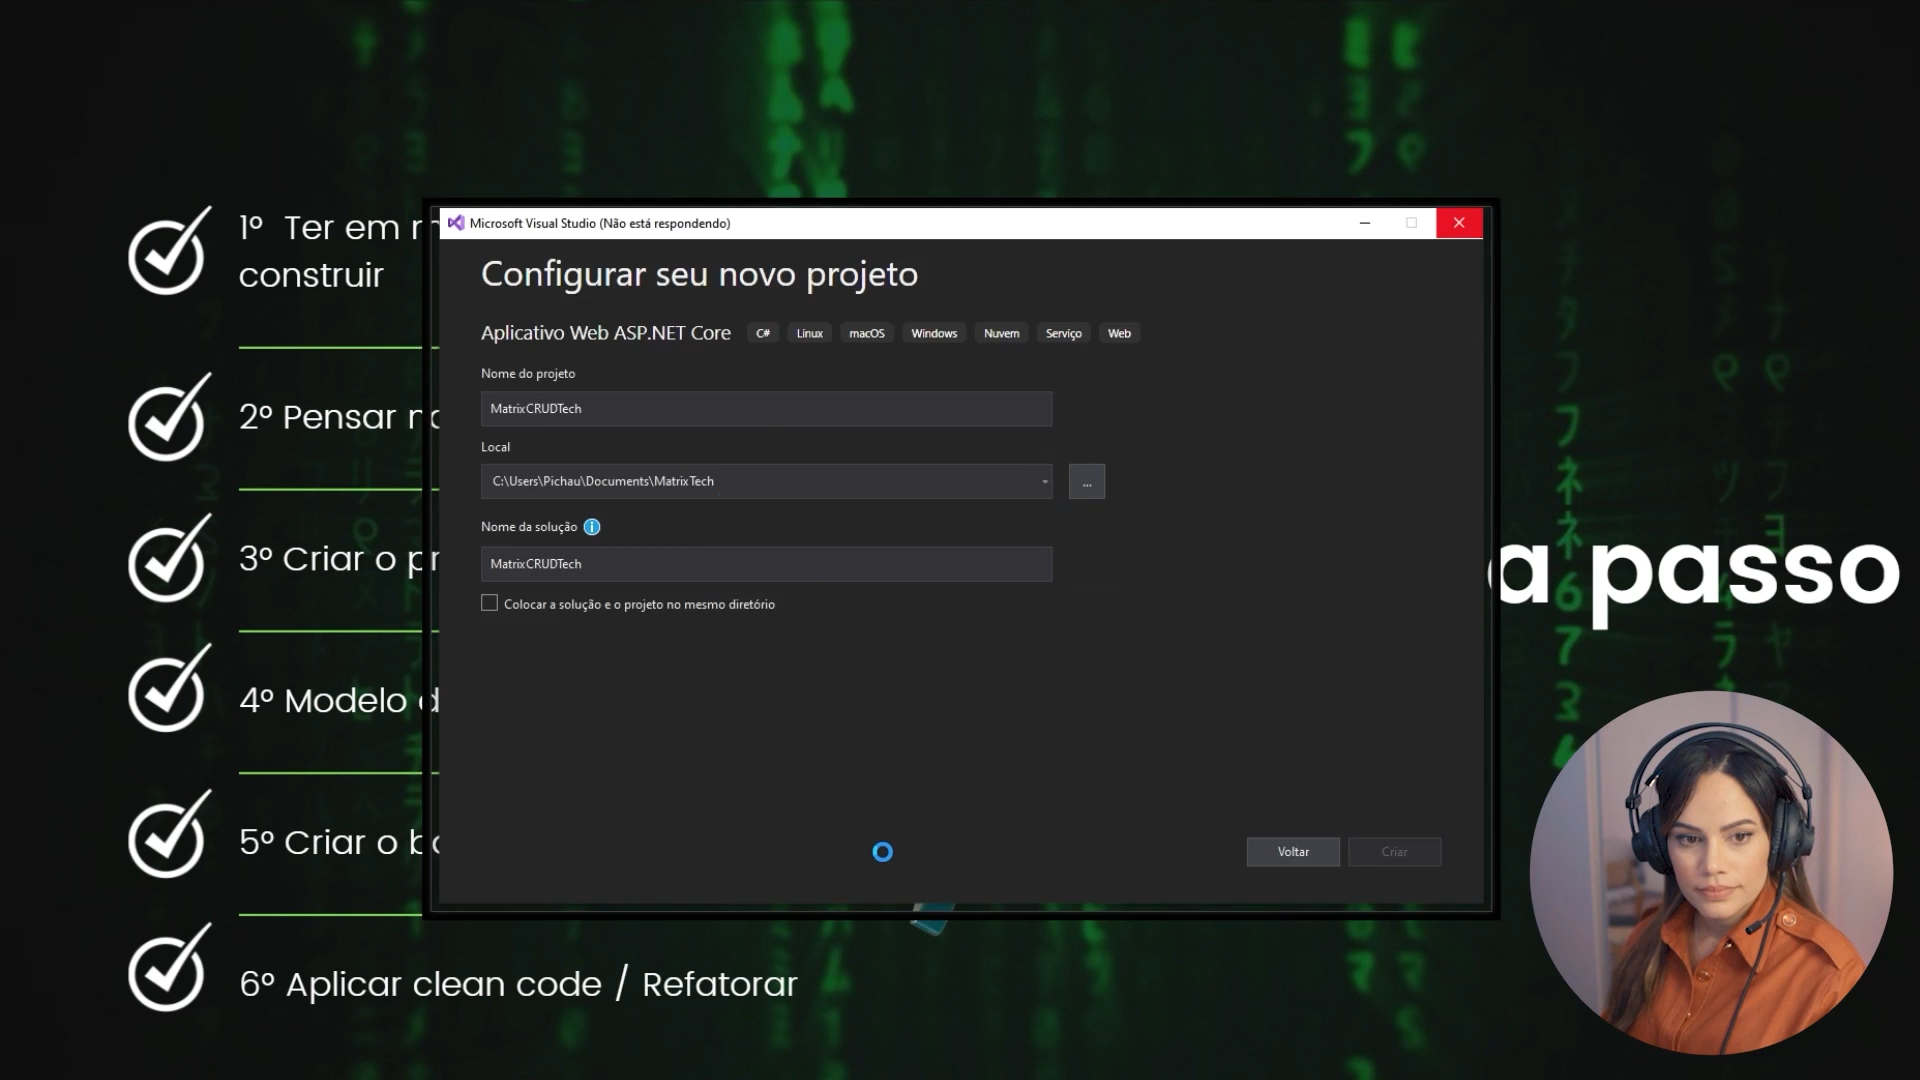 1º Ter em
construir
2º Pensar
3º Criar o
4º Modelo
5º Criar o
6º Aplicar clean code / Refatorar
Microsoft Visual Studio (Não está respondendo)
Configurar seu novo projeto
Aplicativo Web ASP.NET Core C# Linux macOS Windows Nuvem Serviço Web
Nome do projeto
MatrixCRUDTech
Local
C:\Users\Pichau\Documents\MatrixTech
...
Nome da solução
MatrixCRUDTech
Colocar a solução e o projeto no mesmo diretório
Voltar Criar
a passo